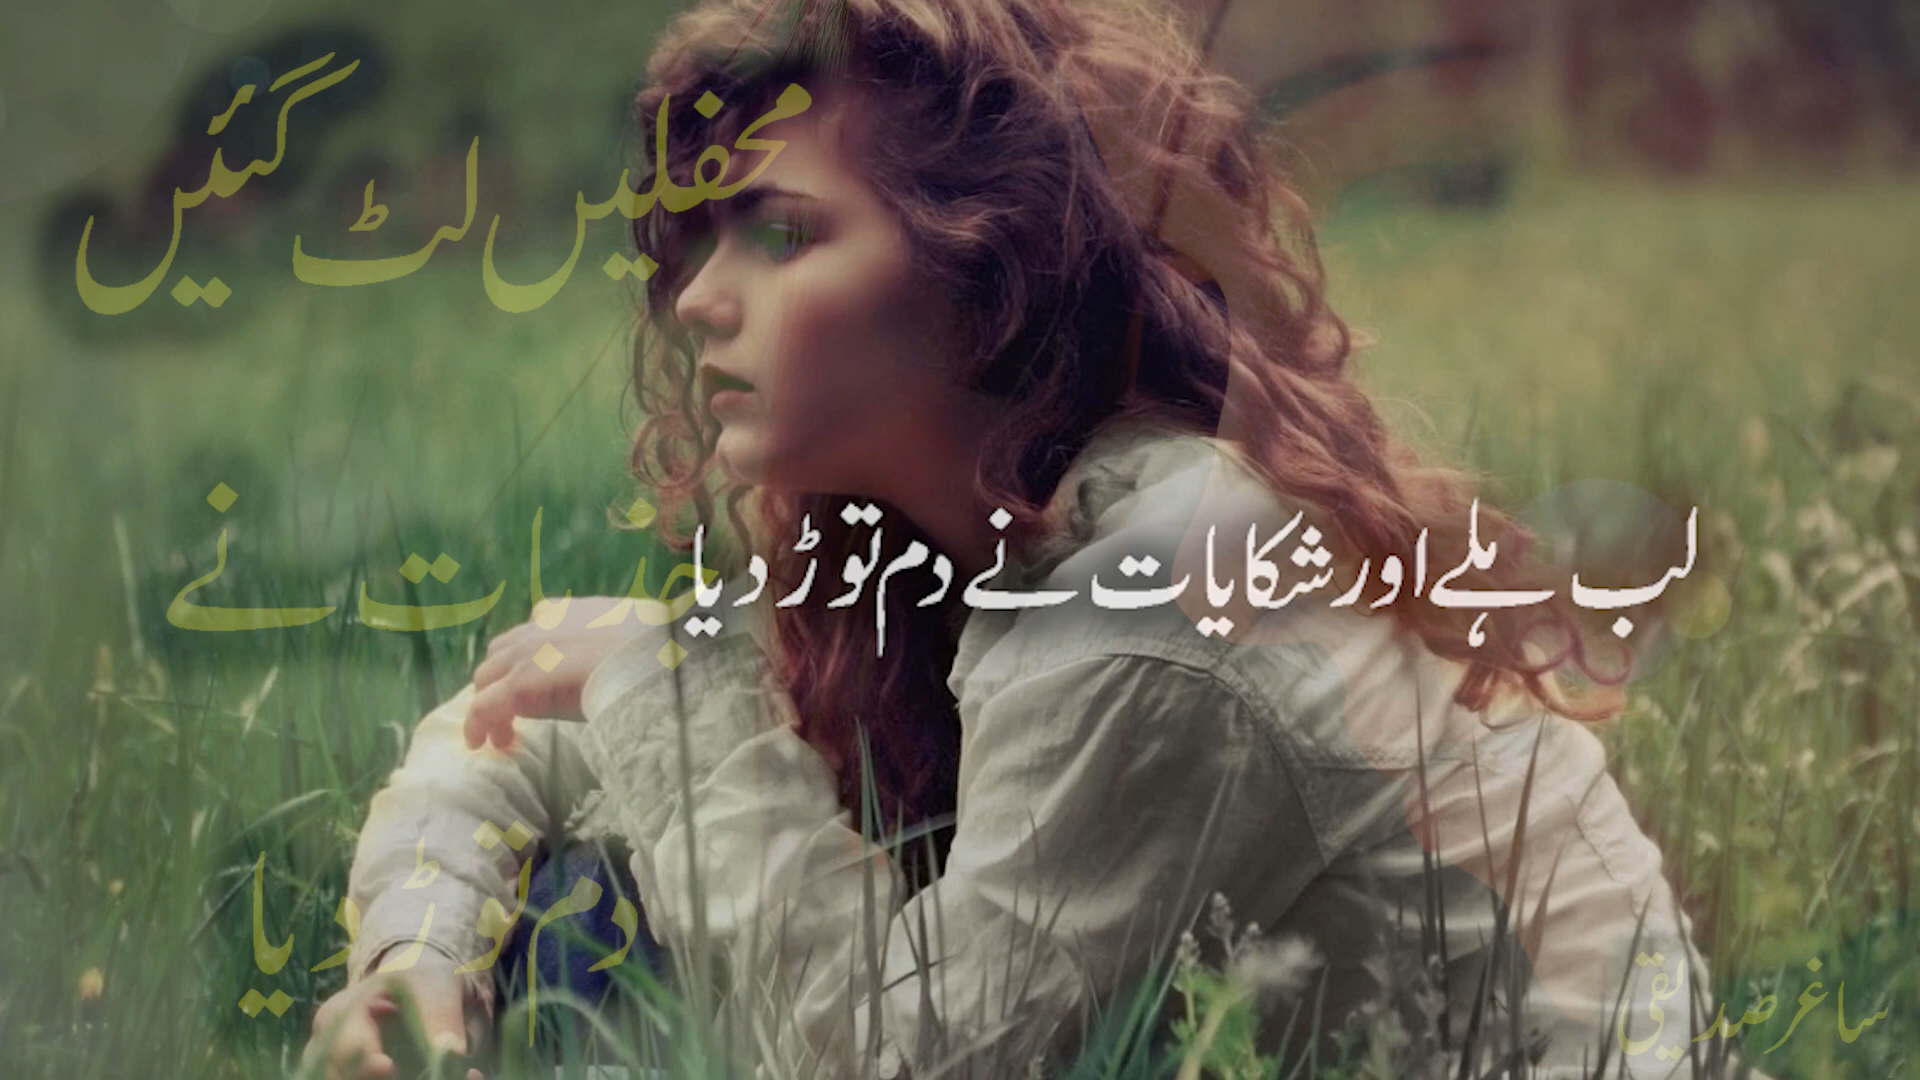 محفلیں لٹ گئیں
جذبات نے
لب ہلے اور شکایات نے دم توڑ دیا
دم توڑ دیا
ساغر صدیقی